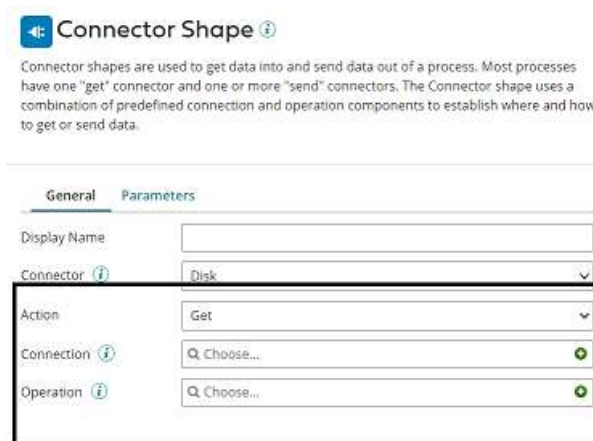 Connector Shape
Connector shapes are used to get data into and send data out of a process. Most processes
have one "get" connector and one or more "send" connectors. The Connector shape uses a
combination of predefined connection and operation components to establish where and how
to get or send data.
General Parameters
Display Name
Connector Disk
Action Get
Connection Choose...
Operation Choose...